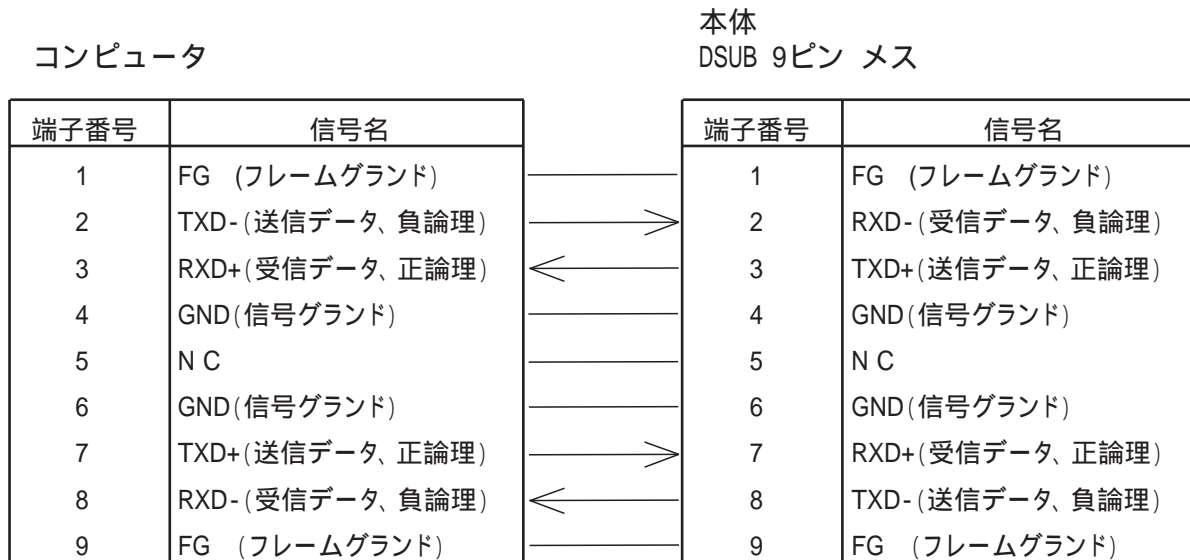 本体
コンピュータ DSUB 9ピン メス
端子番号 信号名 端子番号 信号名
1 FG (フレームグランド) 1 FG (フレームグランド)
2 TXD-(送信データ、負論理) 2 RXD-(受信データ、負論理)
3 RXD+(受信データ、正論理) 3 TXD+(送信データ、正論理)
4 GND(信号グランド) 4 GND(信号グランド)
5 N C 5 N C
6 GND(信号グランド) 6 GND(信号グランド)
7 TXD+(送信データ、正論理) 7 RXD+(受信データ、正論理)
8 RXD-(受信データ、負論理) 8 TXD-(送信データ、負論理)
9 FG (フレームグランド) 9 FG (フレームグランド)